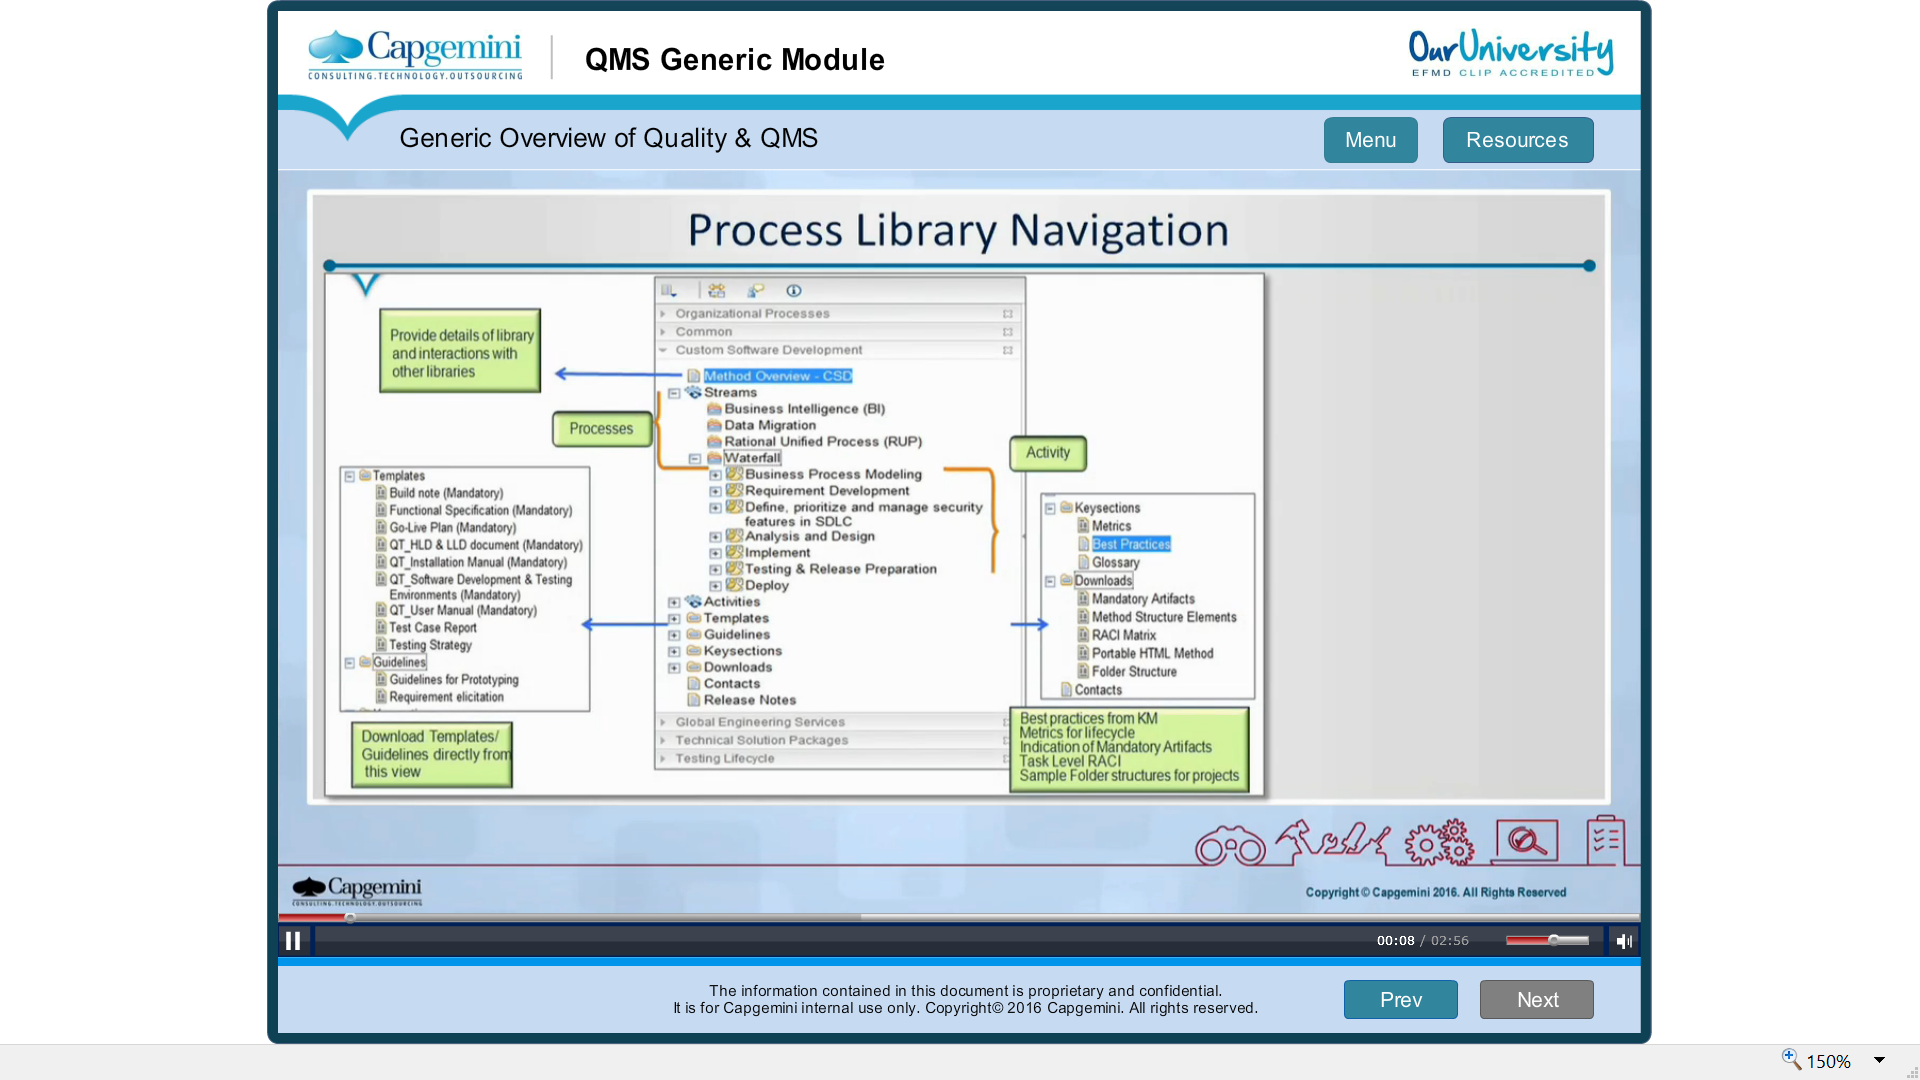 Capgemini
CONSULTING.TECHNOLOGY.OUTSOURCING
QMS Generic Module
OurUniversity
EFMD CLIP ACCREDITED
Generic Overview of Quality & QMS
Menu
Resources
Process Library Navigation
Provide details of library
and interactions with
other libraries
Organizational Processes
Common
Custom Software Development
Method Overview - CSD
Streams
Business Intelligence (BI)
Data Migration
Rational Unified Process (RUP)
Waterfall
Business Process Modeling
Requirement Development
Define, prioritize and manage security
features in SDLC
Analysis and Design
Implement
Testing & Release Preparation
Deploy
Activities
Templates
Guidelines
Keysections
Downloads
Contacts
Release Notes
Global Engineering Services
Technical Solution Packages
Testing Lifecycle
Processes
Activity
Templates
Build note (Mandatory)
Functional Specification (Mandatory)
Go-Live Plan (Mandatory)
QT_HLD & LLD document (Mandatory)
QT_Installation Manual (Mandatory)
QT_Software Development & Testing
Environments (Mandatory)
QT_User Manual (Mandatory)
Test Case Report
Testing Strategy
Guidelines
Guidelines for Prototyping
Requirement elicitation
Download Templates/
Guidelines directly from
this view
Keysections
Metrics
Best Practices
Glossary
Downloads
Mandatory Artifacts
Method Structure Elements
RACI Matrix
Portable HTML Method
Folder Structure
Contacts
Best practices from KM
Metrics for lifecycle
Indication of Mandatory Artifacts
Task Level RACI
Sample Folder structures for projects
Capgemini
CONSULTING.TECHNOLOGY.OUTSOURCING
Copyright © Capgemini 2016. All Rights Reserved
00:08 / 02:56
The information contained in this document is proprietary and confidential.
It is for Capgemini internal use only. Copyright© 2016 Capgemini. All rights reserved.
Prev
Next
150%